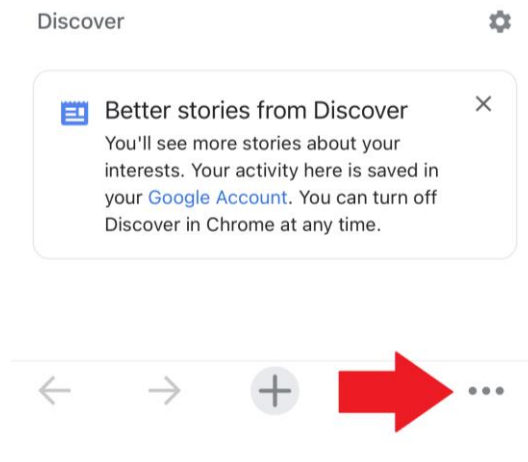 Discover
Better stories from Discover
You'll see more stories about your
interests. Your activity here is saved in
your Google Account. You can turn off
Discover in Chrome at any time.